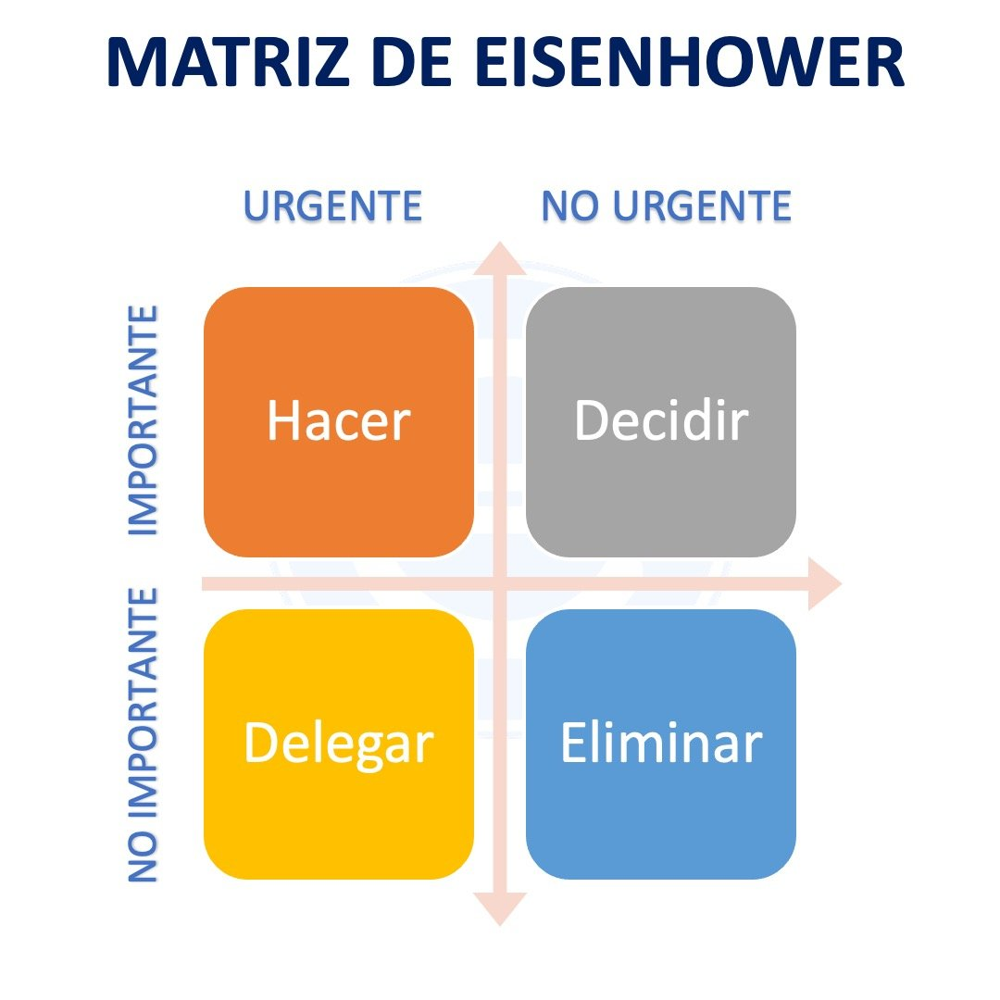 MATRIZ DE EISENHOWER
URGENTE
NO URGENTE
IMPORTANTE
Hacer
Decidir
NO IMPORTANTE
Delegar
Eliminar